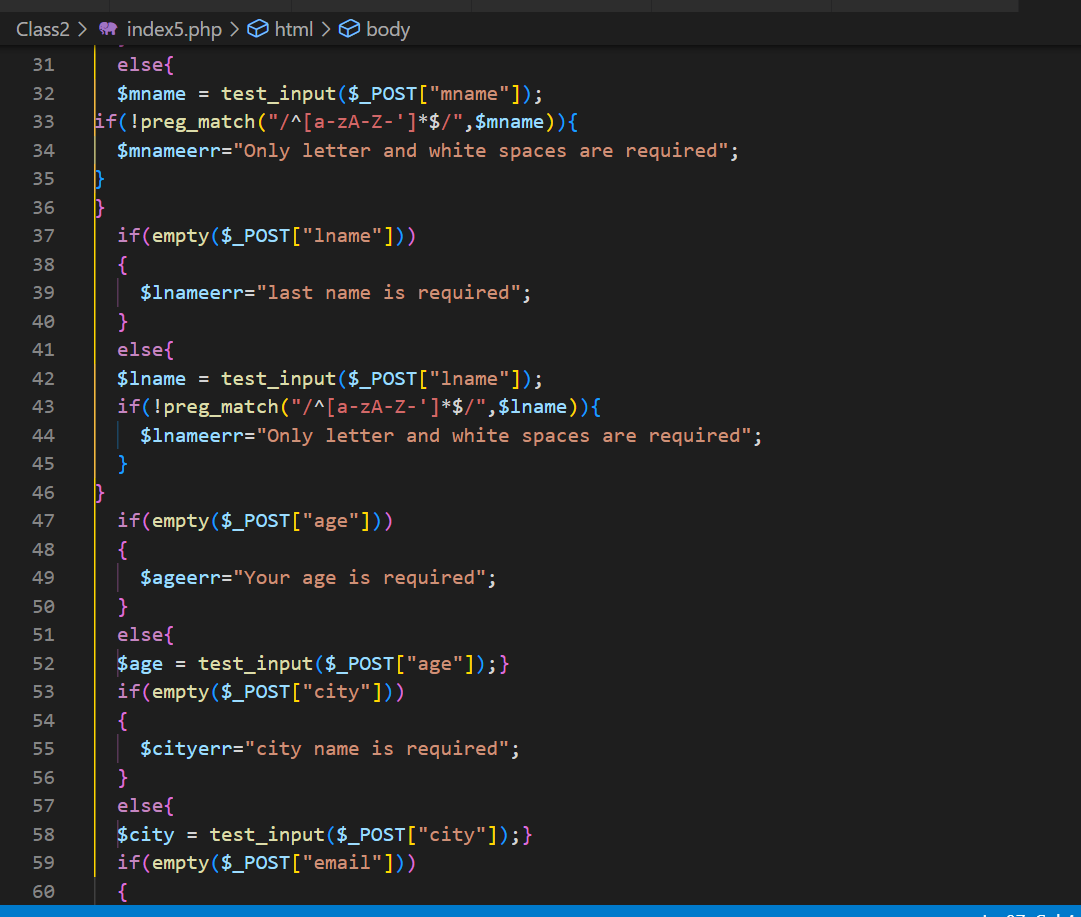 Class2 > index5.php > html > body
31 else{
32 $mname = test_input($_POST["mname"]);
33 if(!preg_match("/^[a-zA-Z-']*$/",$mname)){
34 $mnameerr="Only letter and white spaces are required";
35 }
36 }
37 if(empty($_POST["lname"]))
38 {
39 $lnameerr="last name is required";
40 }
41 else{
42 $lname = test_input($_POST["lname"]);
43 if(!preg_match("/^[a-zA-Z-']*$/",$lname)){
44 $lnameerr="Only letter and white spaces are required";
45 }
46 }
47 if(empty($_POST["age"]))
48 {
49 $ageerr="Your age is required";
50 }
51 else{
52 $age = test_input($_POST["age"]);}
53 if(empty($_POST["city"]))
54 {
55 $cityerr="city name is required";
56 }
57 else{
58 $city = test_input($_POST["city"]);}
59 if(empty($_POST["email"]))
60 {